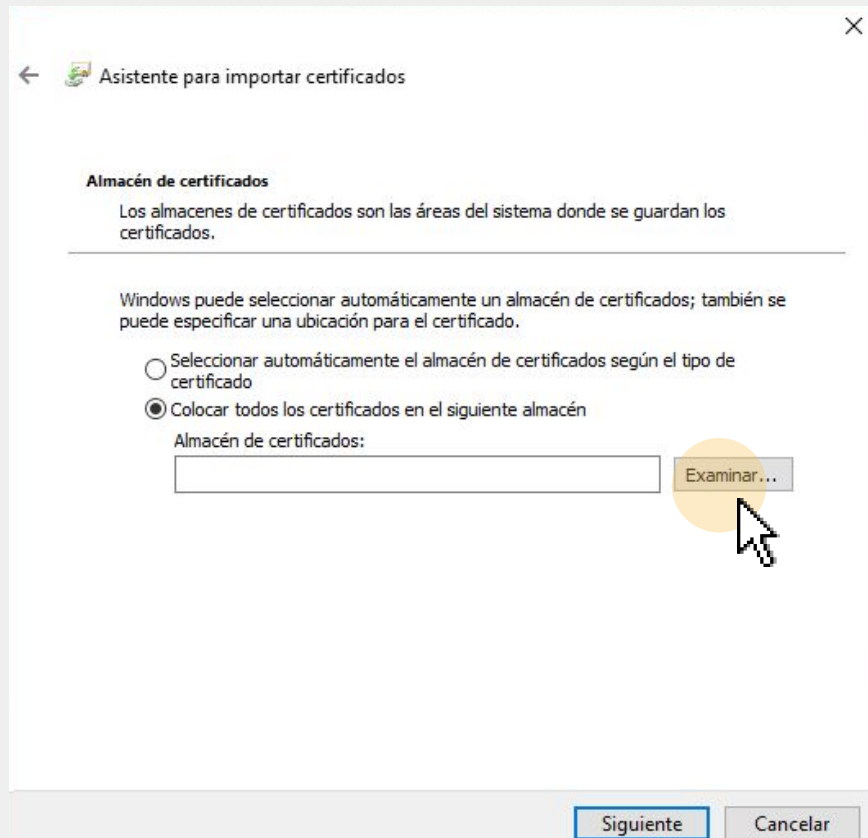 Asistente para importar certificados
Almacén de certificados
Los almacenes de certificados son las áreas del sistema donde se guardan los
certificados.
Windows puede seleccionar automáticamente un almacén de certificados; también se
puede especificar una ubicación para el certificado.
Seleccionar automáticamente el almacén de certificados según el tipo de
certificado
Colocar todos los certificados en el siguiente almacén
Almacén de certificados:
Examinar...
Siguiente
Cancelar